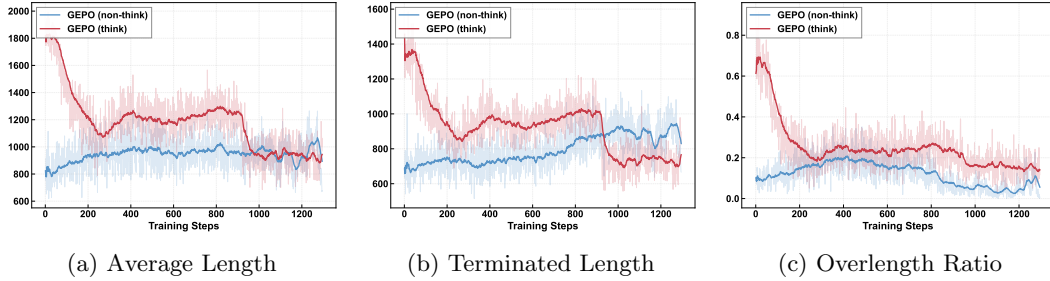 GEPO (non-think)
GEPO (think)
2000
1800
1600
1400
1200
1000
800
600
0 200 400 600 800 1000 1200
Training Steps
(a) Average Length
GEPO (non-think)
GEPO (think)
1600
1400
1200
1000
800
600
0 200 400 600 800 1000 1200
Training Steps
(b) Terminated Length
GEPO (non-think)
GEPO (think)
0.8
0.6
0.4
0.2
0.0
0 200 400 600 800 1000 1200
Training Steps
(c) Overlength Ratio